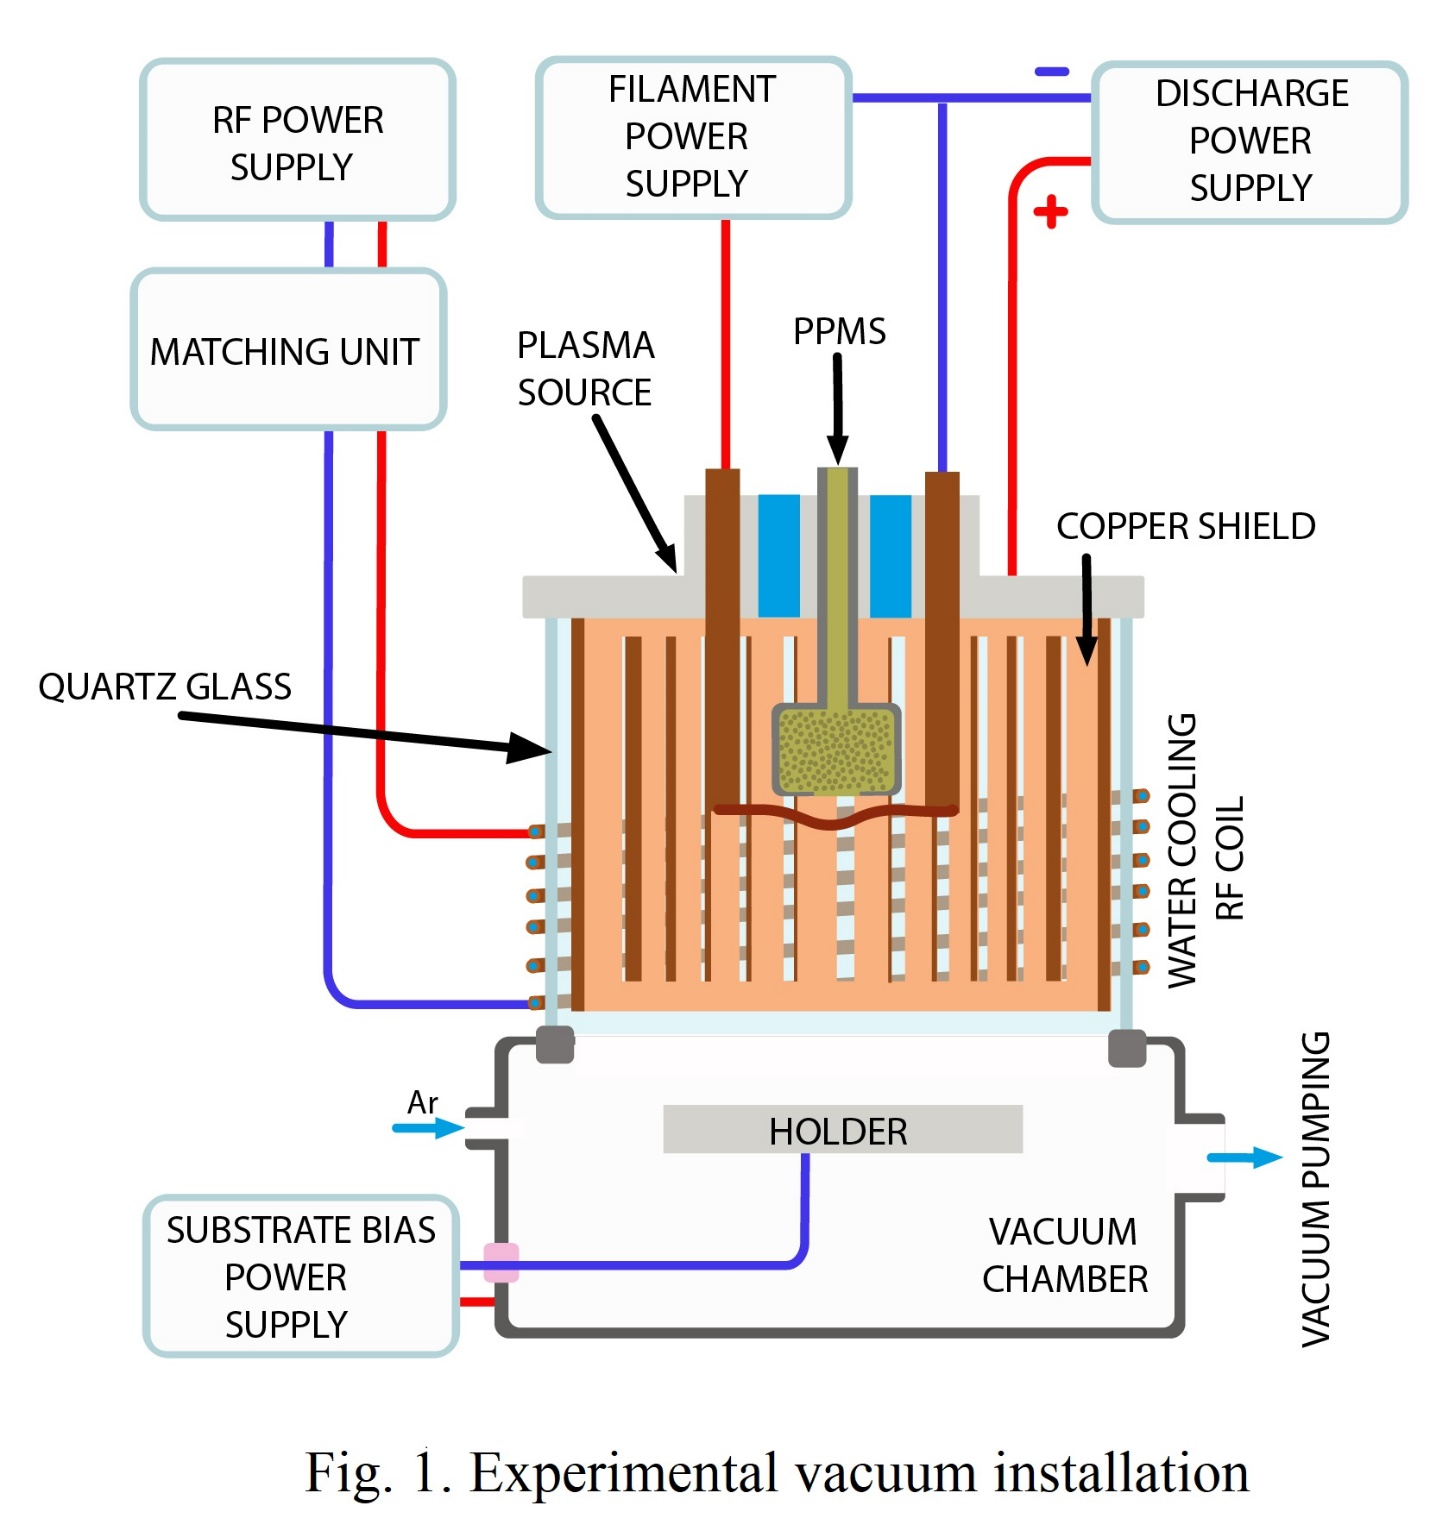 RF POWER
SUPPLY
FILAMENT
POWER
SUPPLY
−
DISCHARGE
POWER
SUPPLY
+
MATCHING UNIT
PLASMA
SOURCE
PPMS
COPPER SHIELD
QUARTZ GLASS
WATER COOLING
RF COIL
Ar
HOLDER
VACUUM PUMPING
SUBSTRATE BIAS
POWER
SUPPLY
VACUUM
CHAMBER
Fig. 1. Experimental vacuum installation